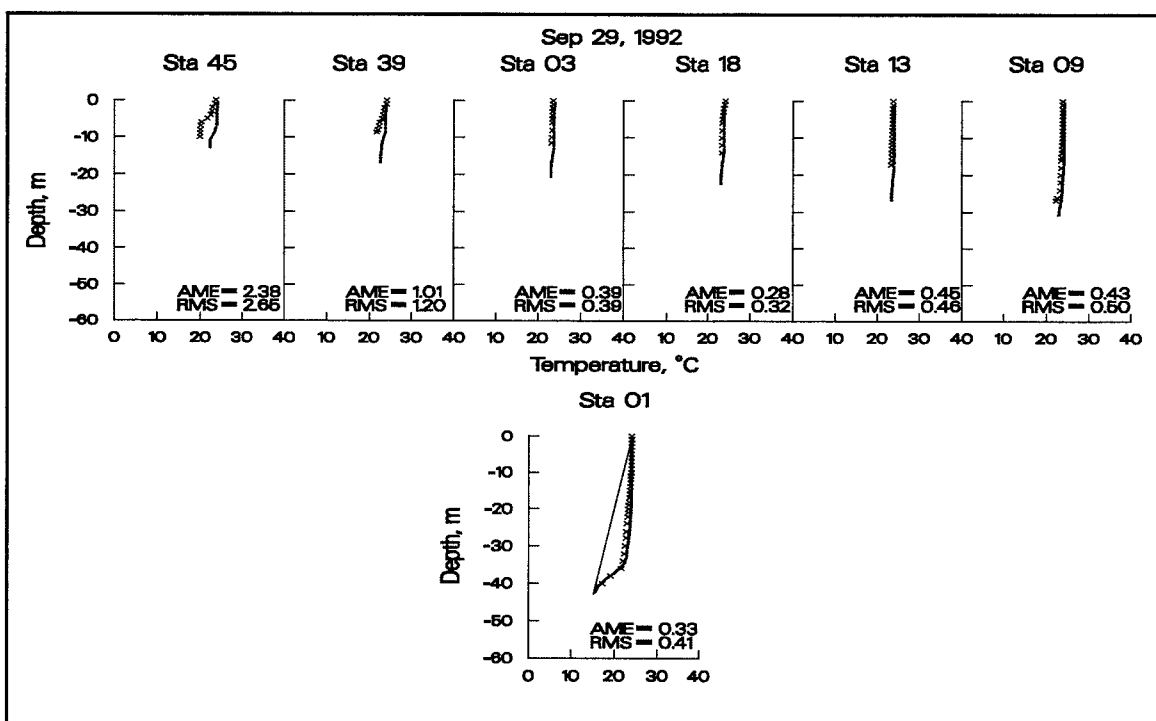 Sep 29, 1992
Sta 45 Sta 39 Sta 03 Sta 18 Sta 13 Sta 09
0
-10
-20
-30
-40
-50
-60
Depth, m
AME= 2.38
RMS= 2.65
AME= 1.01
RMS= 1.20
AME= 0.39
RMS= 0.39
AME= 0.28
RMS= 0.32
AME= 0.45
RMS= 0.46
AME= 0.43
RMS= 0.50
0 10 20 30 40 10 20 30 40 10 20 30 40 10 20 30 40 10 20 30 40 10 20 30 40
Temperature, °C
Sta 01
0
-10
-20
-30
-40
-50
-60
Depth, m
AME= 0.33
RMS= 0.41
0 10 20 30 40